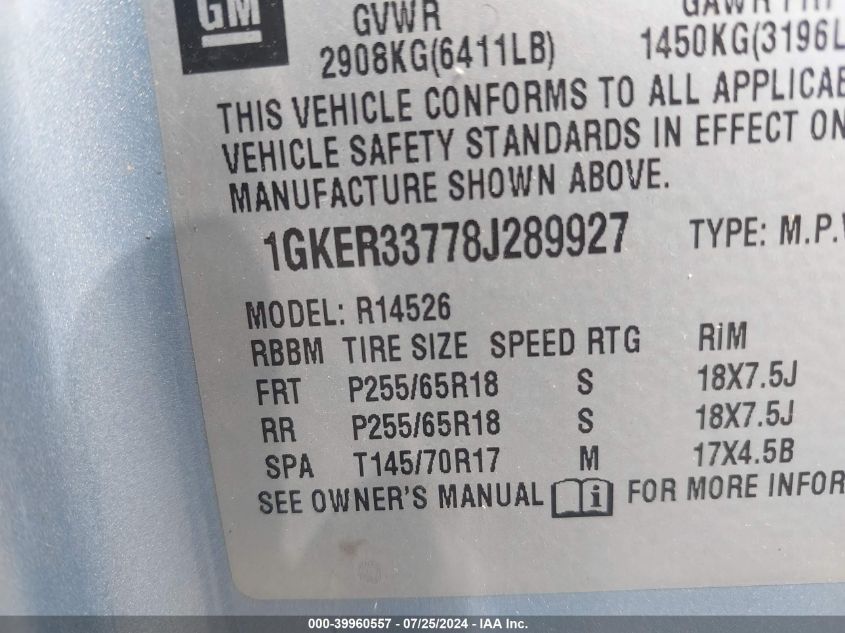 GM
GVWR
2908KG(6411LB)
1450KG(3196L
THIS VEHICLE CONFORMS TO ALL APPLICAB
VEHICLE SAFETY STANDARDS IN EFFECT ON
MANUFACTURE SHOWN ABOVE.
1GKER33778J289927 TYPE: M.P.V
MODEL: R14526
RBBM TIRE SIZE SPEED RTG RIM
FRT P255/65R18 S 18X7.5J
RR P255/65R18 S 18X7.5J
SPA T145/70R17 M 17X4.5B
SEE OWNER'S MANUAL i FOR MORE INFOR
000-39960557 / 07/25/2024 - IAA Inc.